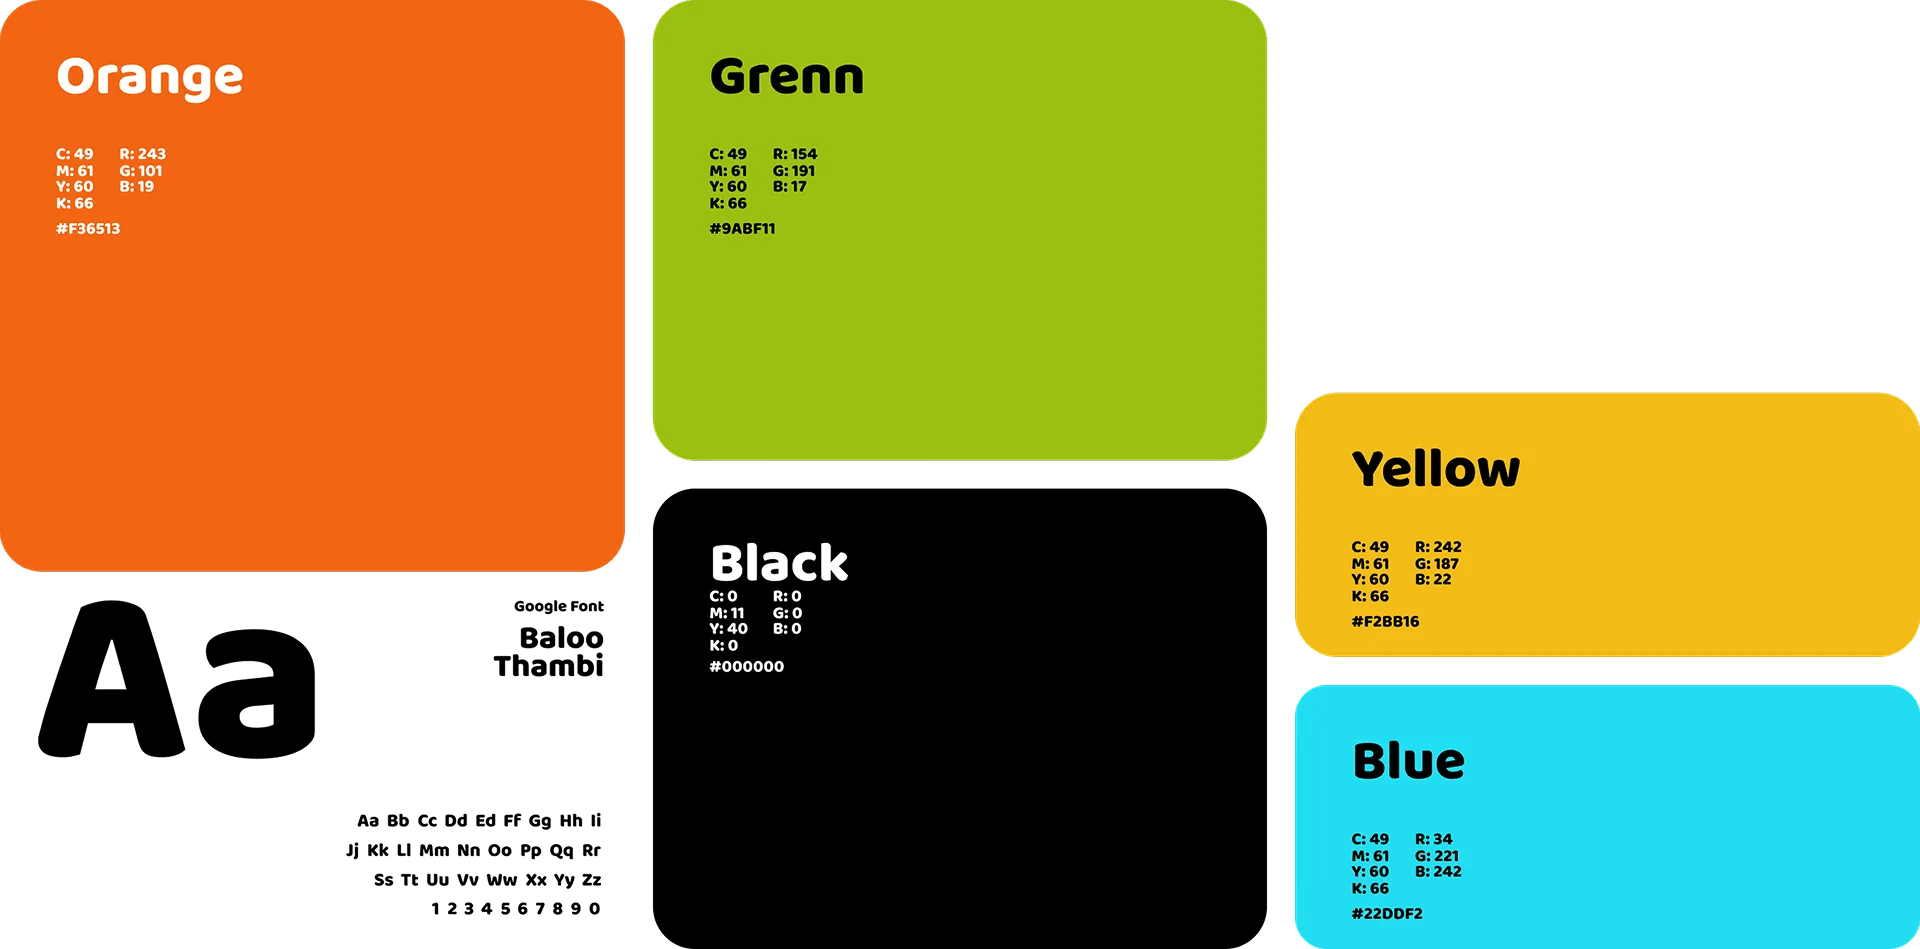 Orange
C: 49 R: 243
M: 61 G: 101
Y: 60 B: 19
K: 66
#F36513
Grenn
C: 49 R: 154
M: 61 G: 191
Y: 60 B: 17
K: 66
#9ABF11
Yellow
C: 49 R: 242
M: 61 G: 187
Y: 60 B: 22
K: 66
#F2BB16
Black
C: 0 R: 0
M: 11 G: 0
Y: 40 B: 0
K: 0
#000000
Blue
C: 49 R: 34
M: 61 G: 221
Y: 60 B: 242
K: 66
#22DDF2
Aa
Google Font
Baloo
Thambi
Aa Bb Cc Dd Ed Ff Gg Hh Ii
Jj Kk Ll Mm Nn Oo Pp Qq Rr
Ss Tt Uu Vv Ww Xx Yy Zz
1 2 3 4 5 6 7 8 9 0